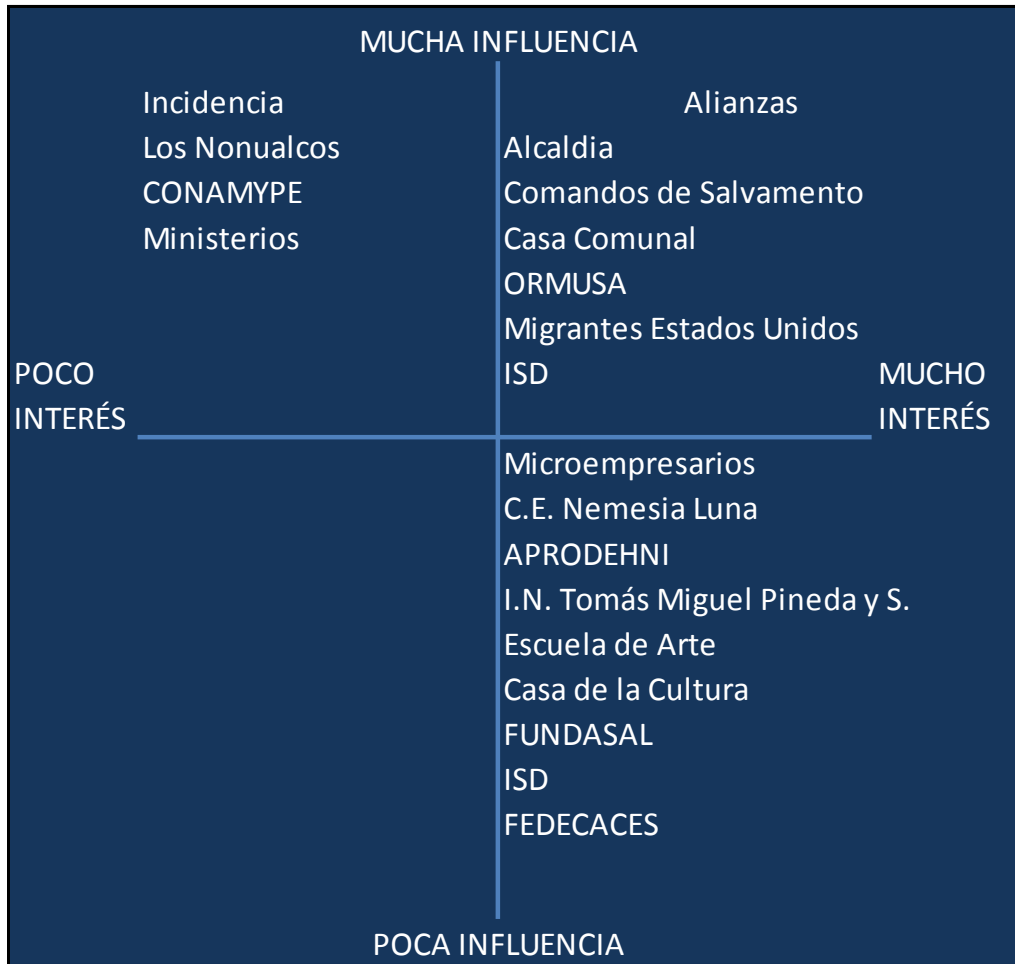 MUCHA INFLUENCIA
Incidencia
Los Nonualcos
CONAMYPE
Ministerios
Alianzas
Alcaldia
Comandos de Salvamento
Casa Comunal
ORMUSA
Migrantes Estados Unidos
ISD
POCO
INTERÉS
MUCHO
INTERÉS
Microempresarios
C.E. Nemesia Luna
APRODEHNI
I.N. Tomás Miguel Pineda y S.
Escuela de Arte
Casa de la Cultura
FUNDASAL
ISD
FEDECACES
POCA INFLUENCIA